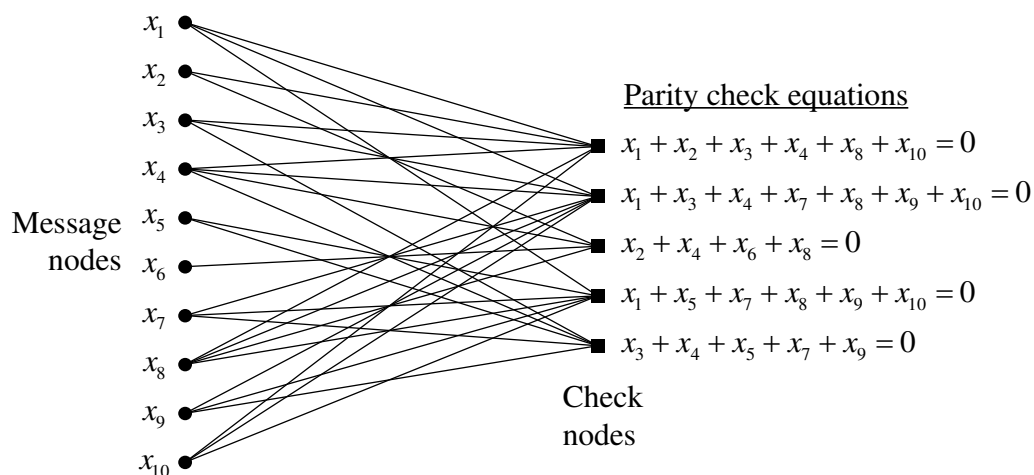 x₁
x₂
x₃
x₄
x₅
x₆
x₇
x₈
x₉
x₁₀
Message
nodes
Parity check equations
x₁ + x₂ + x₃ + x₄ + x₈ + x₁₀ = 0
x₁ + x₃ + x₄ + x₇ + x₈ + x₉ + x₁₀ = 0
x₂ + x₄ + x₆ + x₈ = 0
x₁ + x₅ + x₇ + x₈ + x₉ + x₁₀ = 0
x₃ + x₄ + x₅ + x₇ + x₉ = 0
Check
nodes